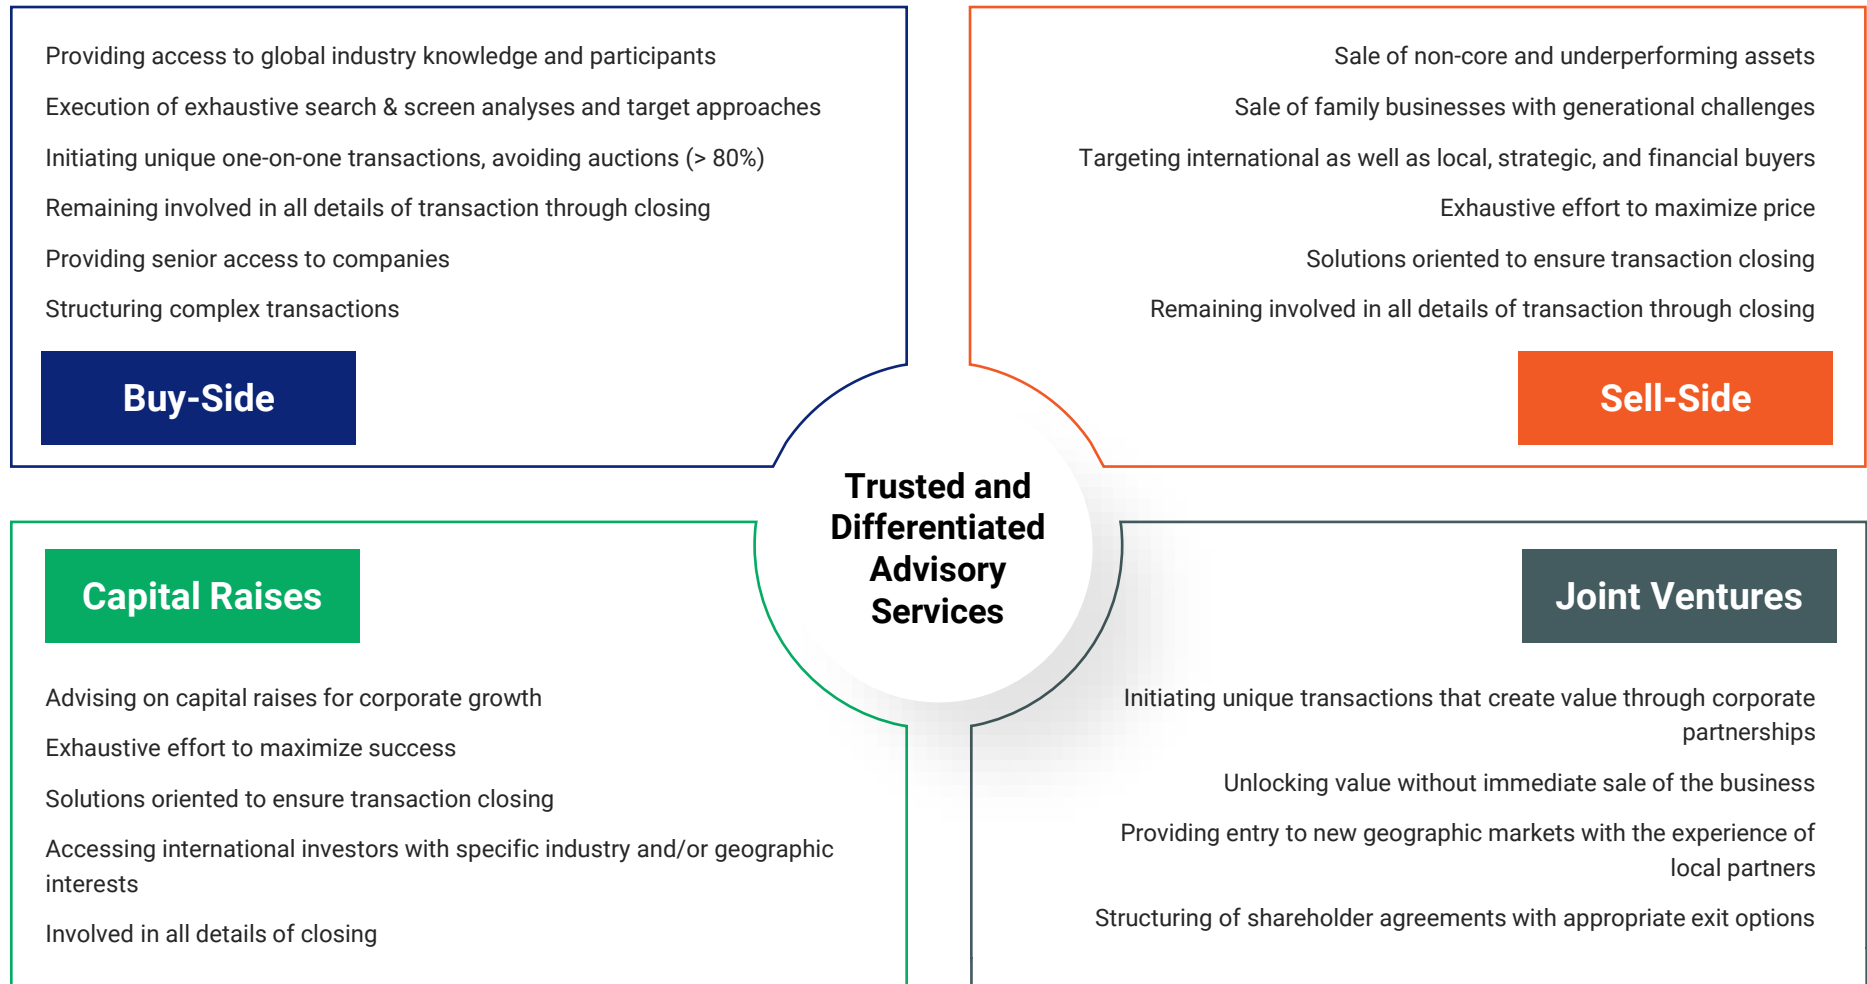 Providing access to global industry knowledge and participants
Execution of exhaustive search & screen analyses and target approaches
Initiating unique one-on-one transactions, avoiding auctions (> 80%)
Remaining involved in all details of transaction through closing
Providing senior access to companies
Structuring complex transactions
Buy-Side
Sale of non-core and underperforming assets
Sale of family businesses with generational challenges
Targeting international as well as local, strategic, and financial buyers
Exhaustive effort to maximize price
Solutions oriented to ensure transaction closing
Remaining involved in all details of transaction through closing
Sell-Side
Trusted and
Differentiated
Advisory
Services
Capital Raises
Advising on capital raises for corporate growth
Exhaustive effort to maximize success
Solutions oriented to ensure transaction closing
Accessing international investors with specific industry and/or geographic
interests
Involved in all details of closing
Joint Ventures
Initiating unique transactions that create value through corporate
partnerships
Unlocking value without immediate sale of the business
Providing entry to new geographic markets with the experience of
local partners
Structuring of shareholder agreements with appropriate exit options